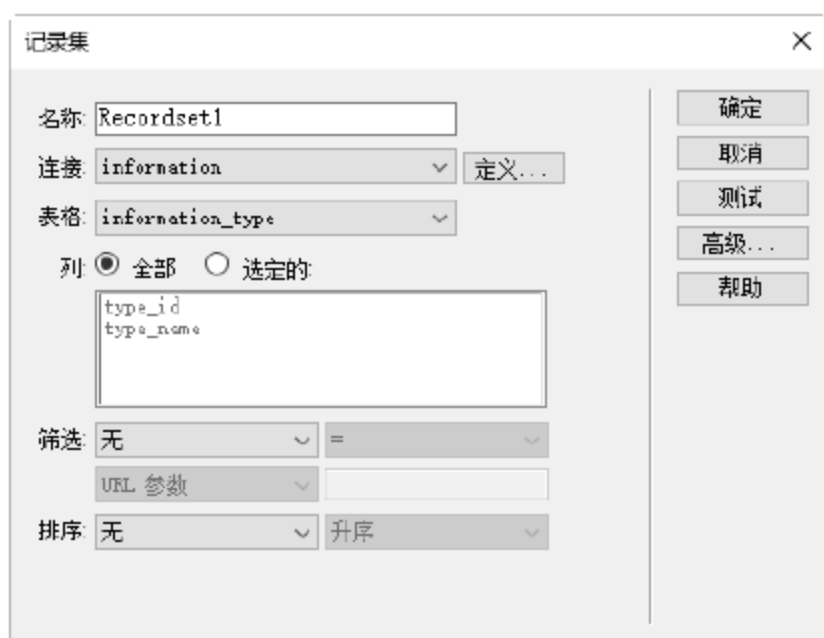 记录集
名称: Recordset1
确定
连接: information 定义...
取消
表格: information_type
测试
列: 全部 选定的:
高级...
type_id
type_name
帮助
筛选: 无 =
URL 参数
排序: 无 升序